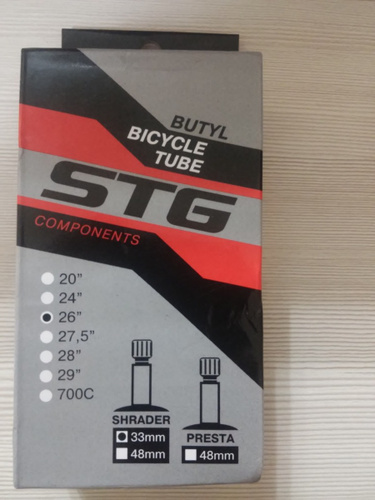 BUTYL
BICYCLE
TUBE
STG
COMPONENTS
20"
24"
26"
27,5"
28"
29"
700C
SHRADER
33mm
48mm
PRESTA
48mm